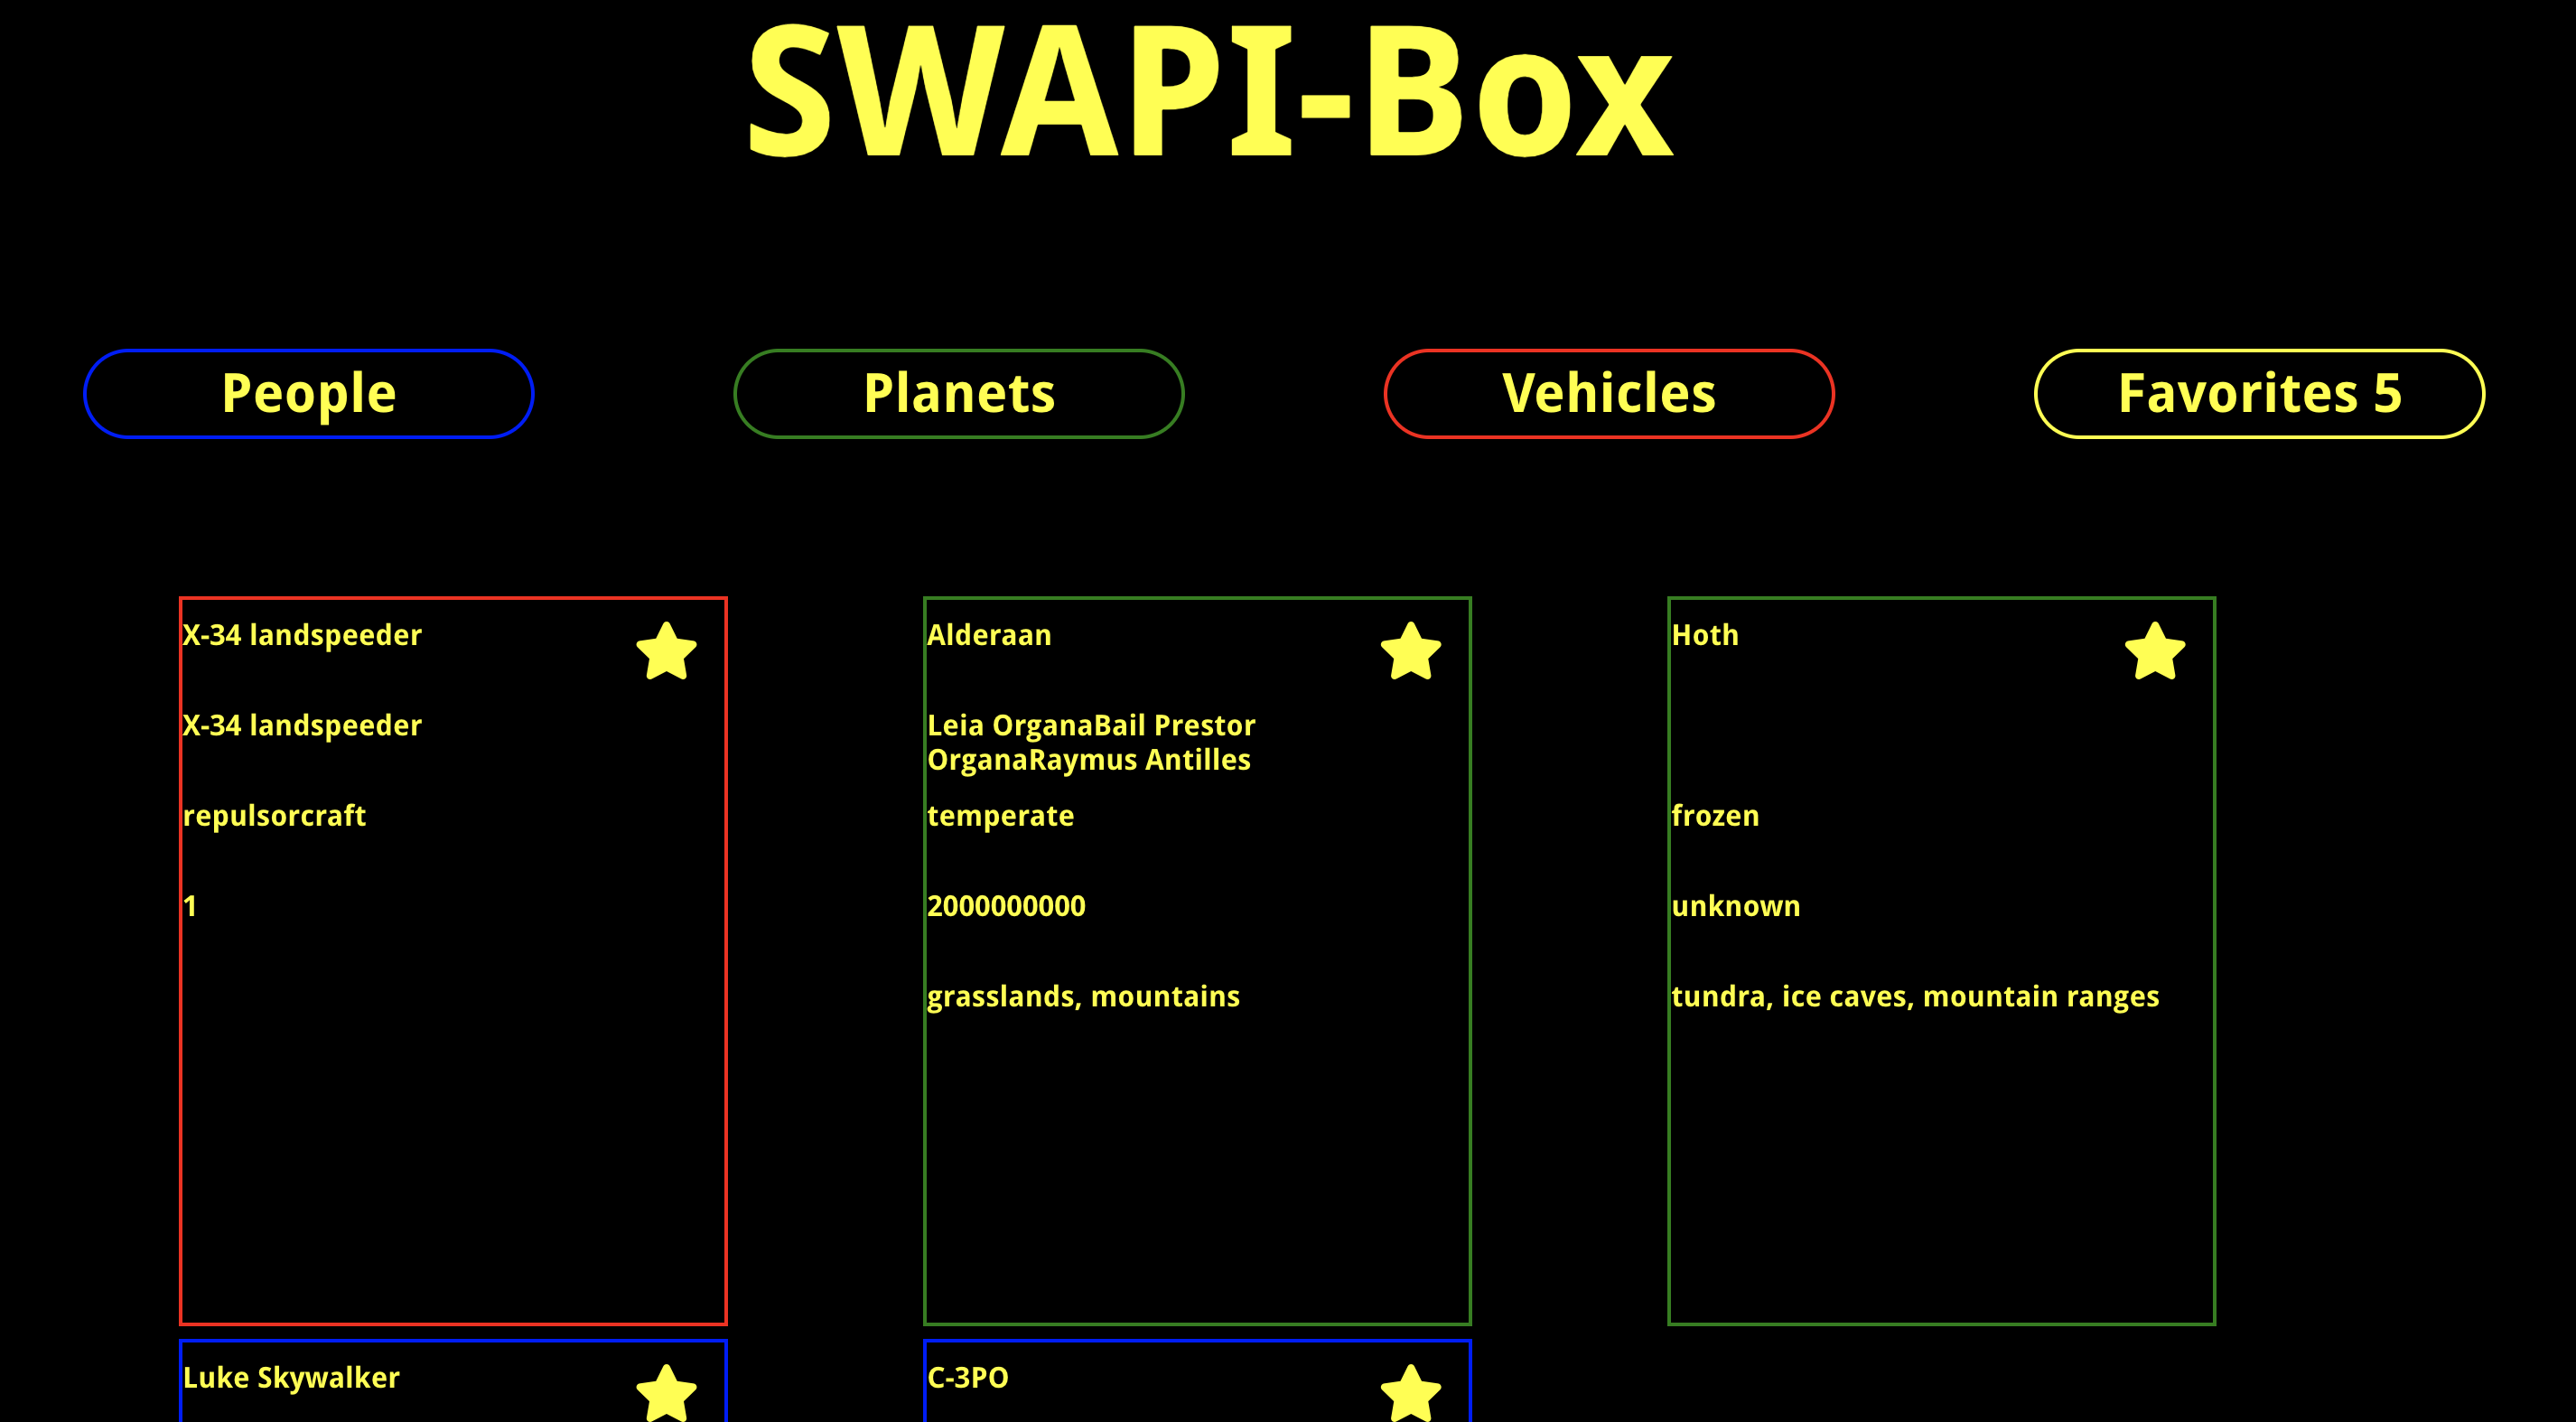 SWAPI-Box
People
Planets
Vehicles
Favorites 5
X-34 landspeeder
X-34 landspeeder
repulsorcraft
1
Alderaan
Leia OrganaBail Prestor
OrganaRaymus Antilles
temperate
2000000000
grasslands, mountains
Hoth
frozen
unknown
tundra, ice caves, mountain ranges
Luke Skywalker
C-3PO